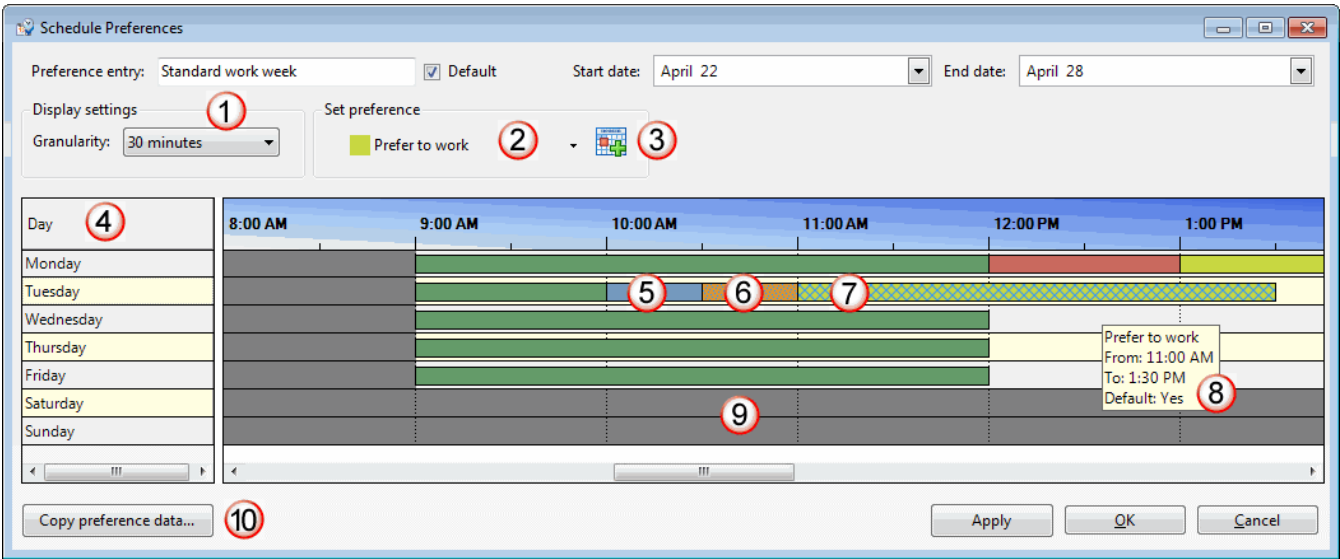 Schedule Preferences
Preference entry: Standard work week Default Start date: April 22 End date: April 28
Display settings 1 Set preference
Granularity: 30 minutes Prefer to work 2 3
Day 4 8:00 AM 9:00 AM 10:00 AM 11:00 AM 12:00 PM 1:00 PM
Monday
Tuesday 5 6 7
Wednesday
Thursday
Friday
Saturday
Sunday
Prefer to work
From: 11:00 AM
To: 1:30 PM
Default: Yes 8
9
Copy preference data... 10 Apply OK Cancel